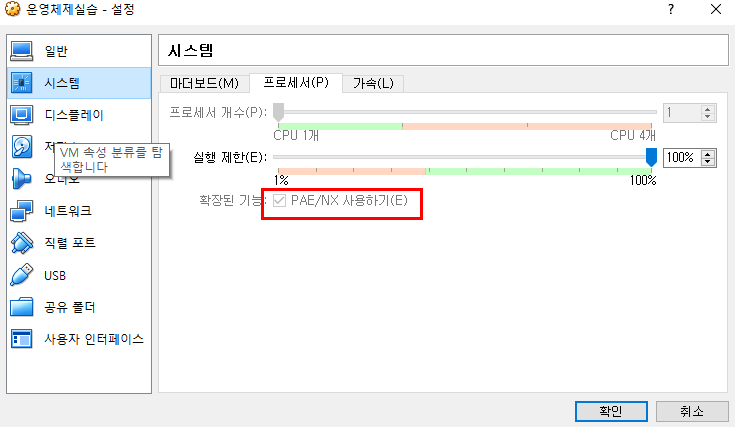 운영체제실습 - 설정
?
일반
시스템
디스플레이
네트워크
직렬 포트
USB
공유 폴더
사용자 인터페이스
VM 속성 분류를 탐
색합니다
시스템
마더보드(M)
프로세서(P)
가속(L)
프로세서 개수(P):
1
CPU 1개
CPU 4개
실행 제한(E):
100%
1%
100%
확장된 기능:
PAE/NX 사용하기(E)
확인
취소